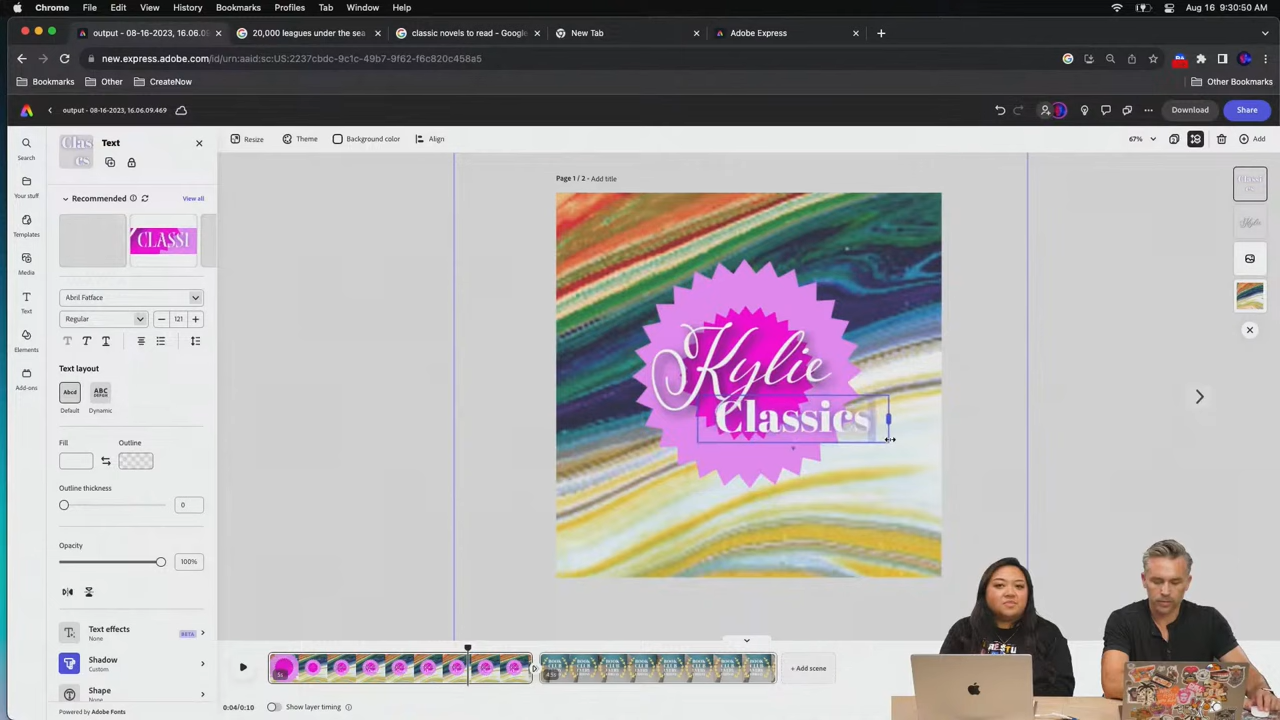 Chrome File Edit View History Bookmarks Profiles Tab Window Help
Aug 16 9:30:50 AM
output - 08-16-2023, 16.06.09
20,000 leagues under the sea
classic novels to read - Google
New Tab
Adobe Express
new.express.adobe.com/id/urn:aaid:sc:US:2237cbdc-9c1c-49b7-9f62-f6c820c458a5
Bookmarks Other CreateNow Other Bookmarks
output - 08-16-2023, 16.06.09.469
Download Share
Search
Your stuff
Templates
Media
Text
Elements
Add-ons
Text
Resize Theme Background color Align
67%
Add
Recommended View all
CLASSI
Abril Fatface
Regular 121
Text layout
Abcd ABC
Default Dynamic
Fill Outline
Outline thickness
0
Opacity
100%
Text effects BETA
None
Shadow
Custom
Shape
None
Powered by Adobe Fonts
Page 1 / 2 - Add title
Kylie
Classics
+ Add scene
0:04/0:10 Show layer timing